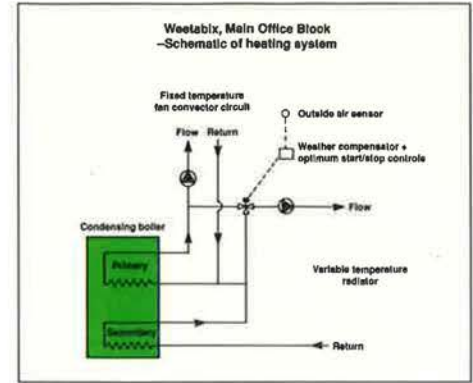 Weetabix, Main Office Block
–Schematic of heating system
Fixed temperature
fan convector circuit
Flow Return
Outside air sensor
Weather compensator +
optimum start/stop controls
Flow
Condensing boiler
Primary
Variable temperature
radiator
Secondary
Return